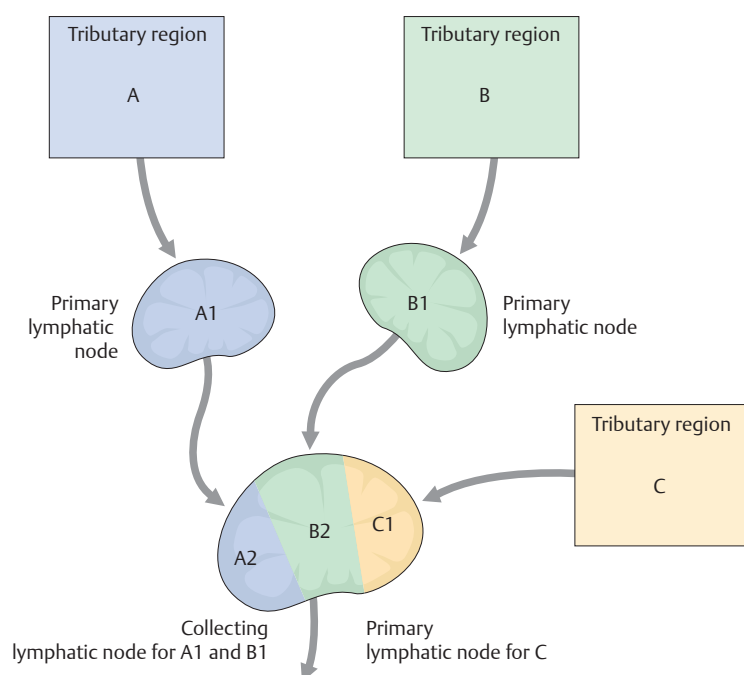 Tributary region
A
Tributary region
B
Primary
lymphatic
node
A1
B1
Primary
lymphatic node
Tributary region
C
A2
B2
C1
Collecting
lymphatic node for A1 and B1
Primary
lymphatic node for C